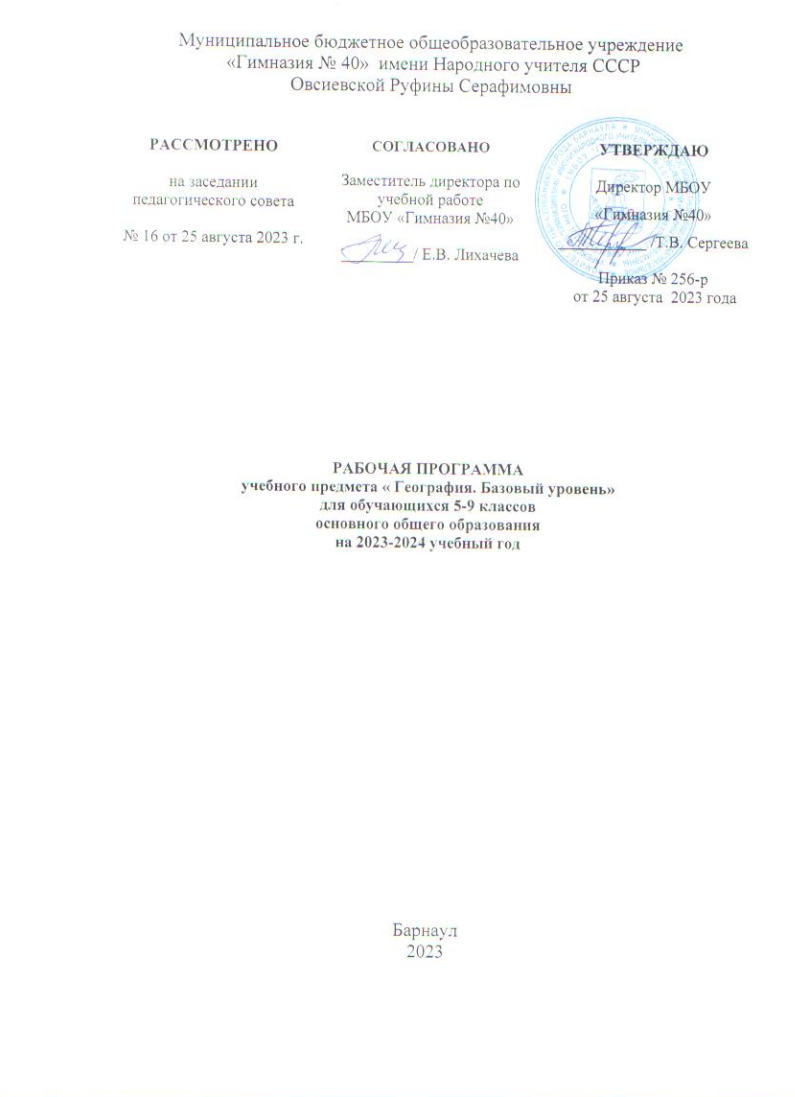 Муниципальное бюджетное общеобразовательное учреждение
«Гимназия № 40» имени Народного учителя СССР
Овсиевской Руфины Серафимовны
РАССМОТРЕНО
на заседании
педагогического совета
№ 16 от 25 августа 2023 г.
СОГЛАСОВАНО
Заместитель директора по
учебной работе
МБОУ «Гимназия №40»
/ Е.В. Лихачева
УТВЕРЖДАЮ
Директор МБОУ
«Гимназия №40»
/Т.В. Сергеева
Приказ № 256-р
от 25 августа 2023 года
РАБОЧАЯ ПРОГРАММА
учебного предмета « География. Базовый уровень»
для обучающихся 5-9 классов
основного общего образования
на 2023-2024 учебный год
Барнаул
2023